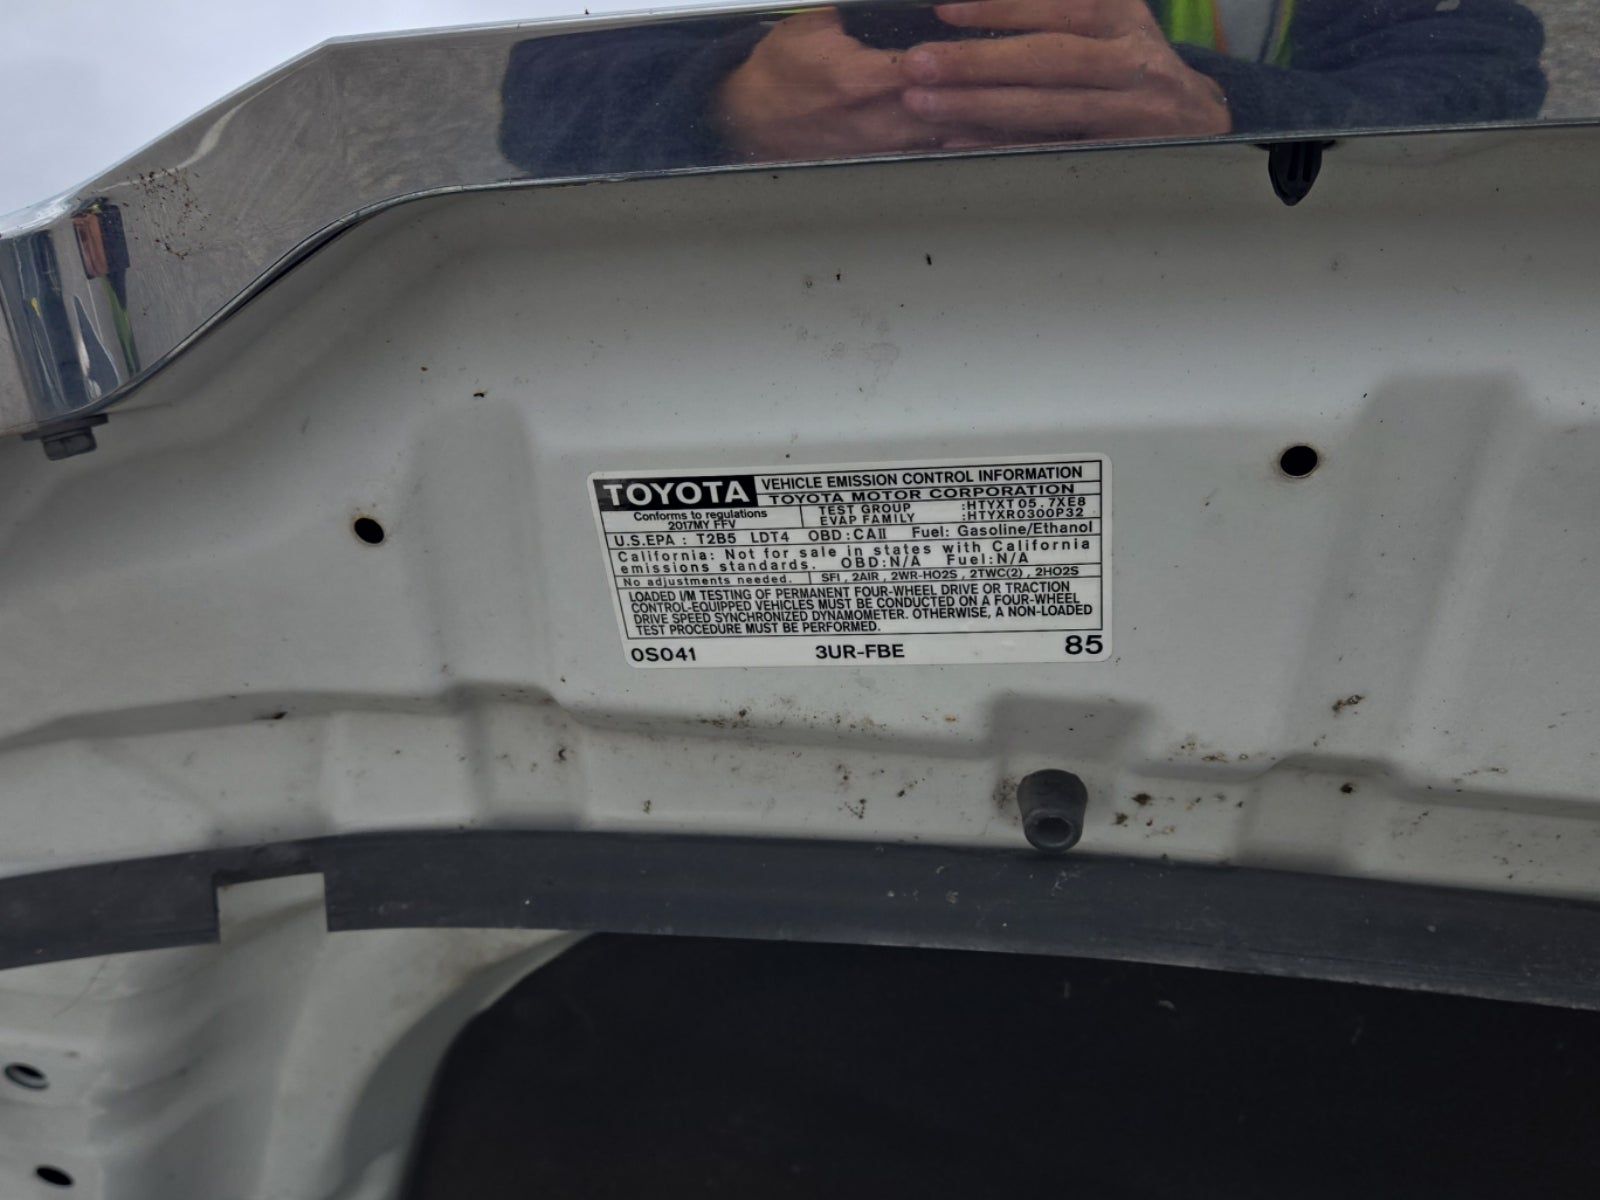 TOYOTA
VEHICLE EMISSION CONTROL INFORMATION
TOYOTA MOTOR CORPORATION
Conforms to regulations
2017MY FFV
TEST GROUP :HTYXT05.7XE8
EVAP FAMILY :HTYXR0300P32
U.S.EPA : T2B5 LDT4 OBD:CAII Fuel: Gasoline/Ethanol
California: Not for sale in states with California
emissions standards. OBD:N/A Fuel:N/A
No adjustments needed. SFI, 2AIR, 2WR-HO2S, 2TWC(2), 2HO2S
LOADED I/M TESTING OF PERMANENT FOUR-WHEEL DRIVE OR TRACTION
CONTROL-EQUIPPED VEHICLES MUST BE CONDUCTED ON A FOUR-WHEEL
DRIVE SPEED SYNCHRONIZED DYNAMOMETER. OTHERWISE, A NON-LOADED
TEST PROCEDURE MUST BE PERFORMED.
0S041 3UR-FBE 85